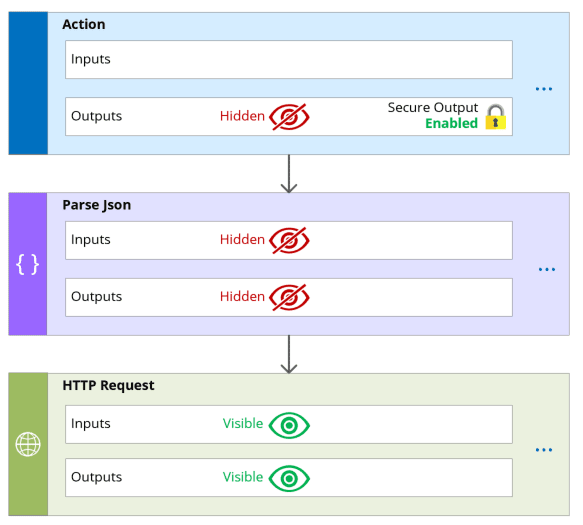 Action
Inputs
...
Outputs
Hidden
Secure Output
Enabled
Parse Json
{ }
Inputs
Hidden
...
Outputs
Hidden
HTTP Request
Inputs
Visible
...
Outputs
Visible